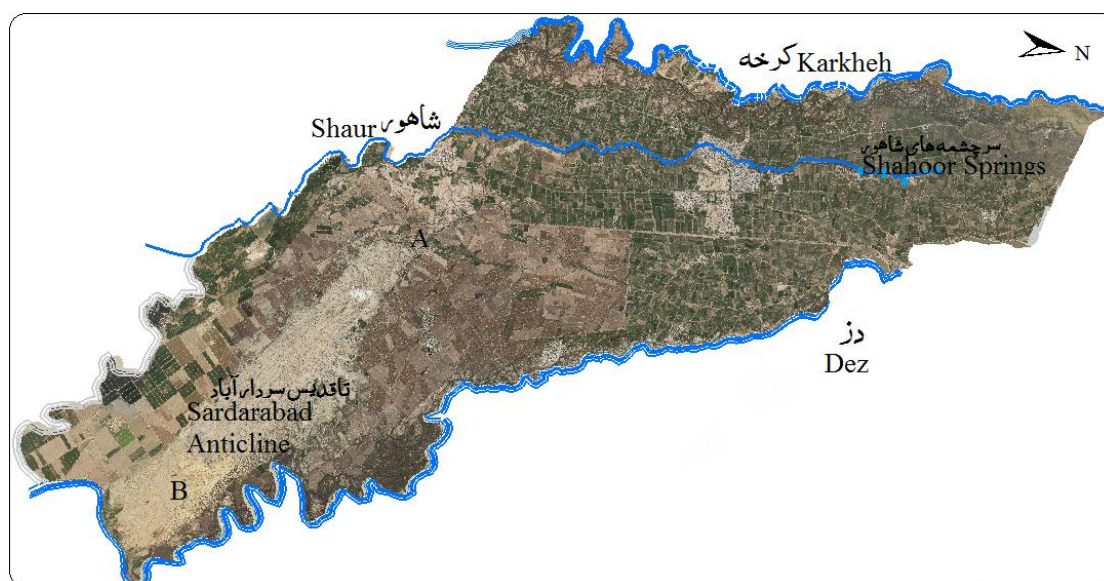 کرخه Karkheh
N
Shaur شاهور
سرچشمه‌های شاهور
Shahoor Springs
A
دز
Dez
تاقدیس سردارآباد
Sardarabad
Anticline
B